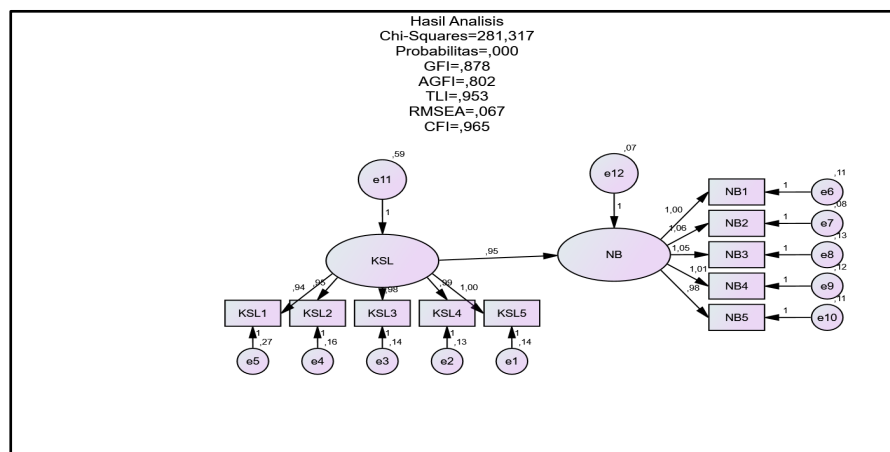 Hasil Analisis
Chi-Squares=281,317
Probabilitas=,000
GFI=,878
AGFI=,802
TLI=,953
RMSEA=,067
CFI=,965
,59
e11
1
,07
e12
1
KSL
,95
NB
,94
,95
,98
,99
1,00
KSL1
KSL2
KSL3
KSL4
KSL5
1
1
1
1
1
,27
,16
,14
,13
,14
e5
e4
e3
e2
e1
1,00
1,06
1,05
1,01
,98
NB1
1
e6
,11
NB2
1
e7
,08
NB3
1
e8
,13
NB4
1
e9
,12
NB5
1
e10
,11